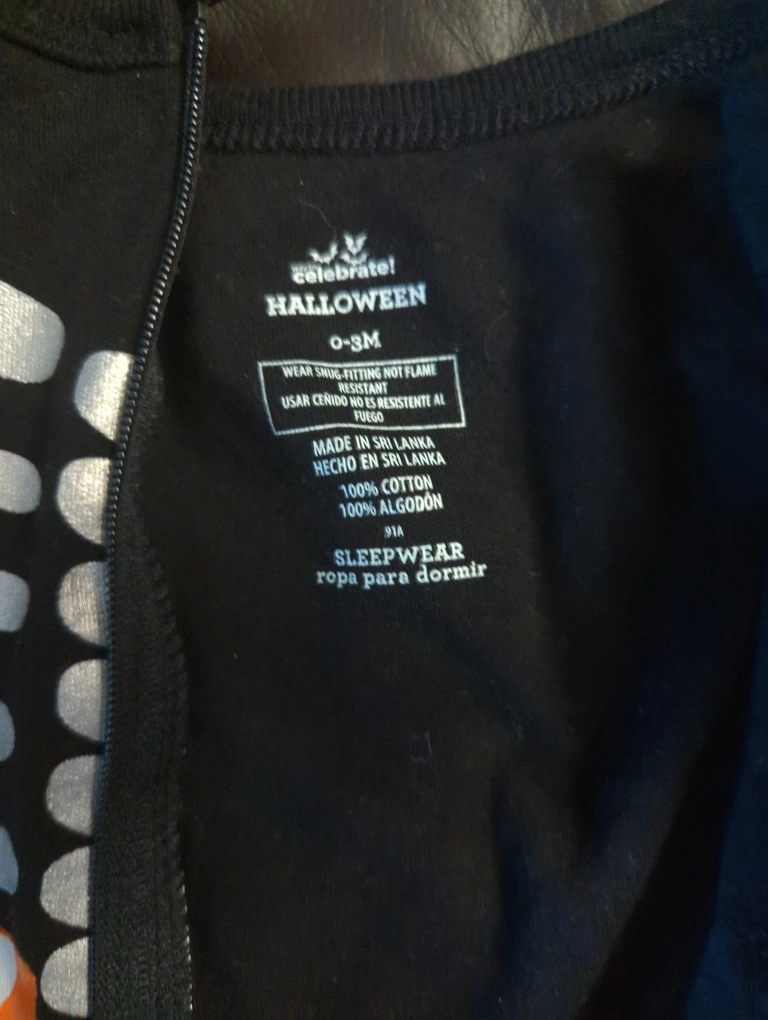 celebrate!
HALLOWEEN
0-3M
WEAR SNUG-FITTING NOT FLAME
RESISTANT
USAR CEÑIDO NO ES RESISTENTE AL
FUEGO
MADE IN SRI LANKA
HECHO EN SRI LANKA
100% COTTON
100% ALGODÓN
91A
SLEEPWEAR
ropa para dormir